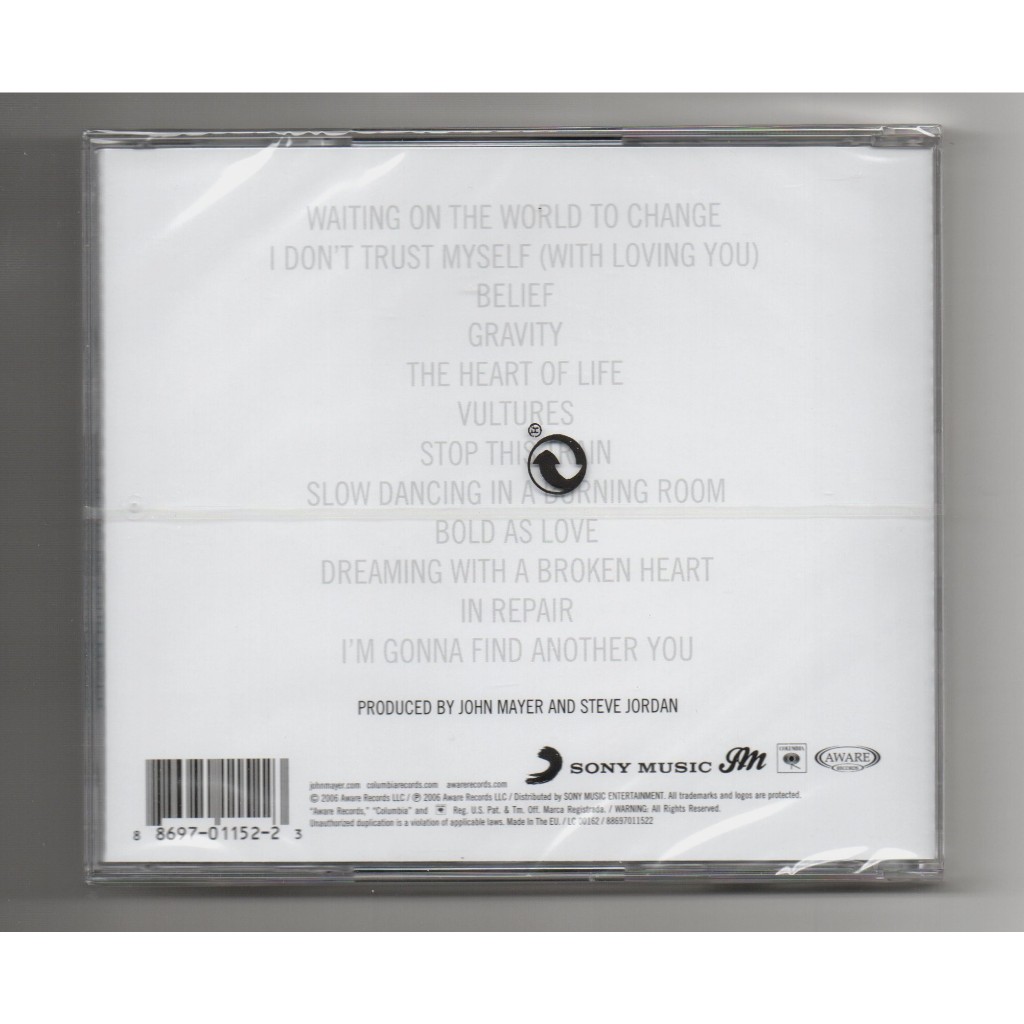 WAITING ON THE WORLD TO CHANGE
I DON'T TRUST MYSELF (WITH LOVING YOU)
BELIEF
GRAVITY
THE HEART OF LIFE
VULTURES
STOP THIS TRAIN
®
SLOW DANCING IN A BURNING ROOM
BOLD AS LOVE
DREAMING WITH A BROKEN HEART
IN REPAIR
I'M GONNA FIND ANOTHER YOU
PRODUCED BY JOHN MAYER AND STEVE JORDAN
SONY MUSIC
COLUMBIA
AWARE
RECORDS
johnmayer.com columbiarecords.com awarerecords.com
© 2006 Aware Records LLC / ℗ 2006 Aware Records LLC / Distributed by SONY MUSIC ENTERTAINMENT. All trademarks and logos are protected.
"Aware Records," "Columbia" and Reg. U.S. Pat. & Tm. Off. Marca Registrada. / WARNING: All Rights Reserved.
Unauthorized duplication is a violation of applicable laws. Made In The EU. / LC 00162 / 88697011522
8 8697-01152-2 3